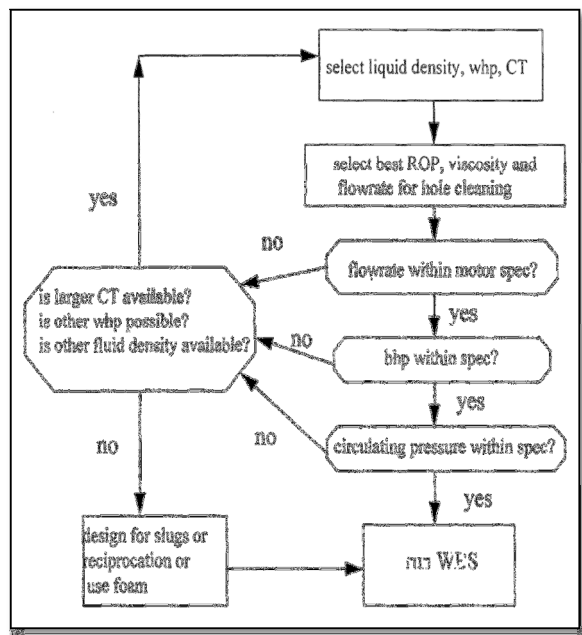 select liquid density, whp, CT
select best ROP, viscosity and
flowrate for hole cleaning
yes
no
flowrate within motor spec?
is larger CT available?
is other whp possible?
is other fluid density available?
yes
no
bhp within spec?
yes
no
circulating pressure within spec?
no
yes
design for slugs or
reciprocation or
use foam
run WES